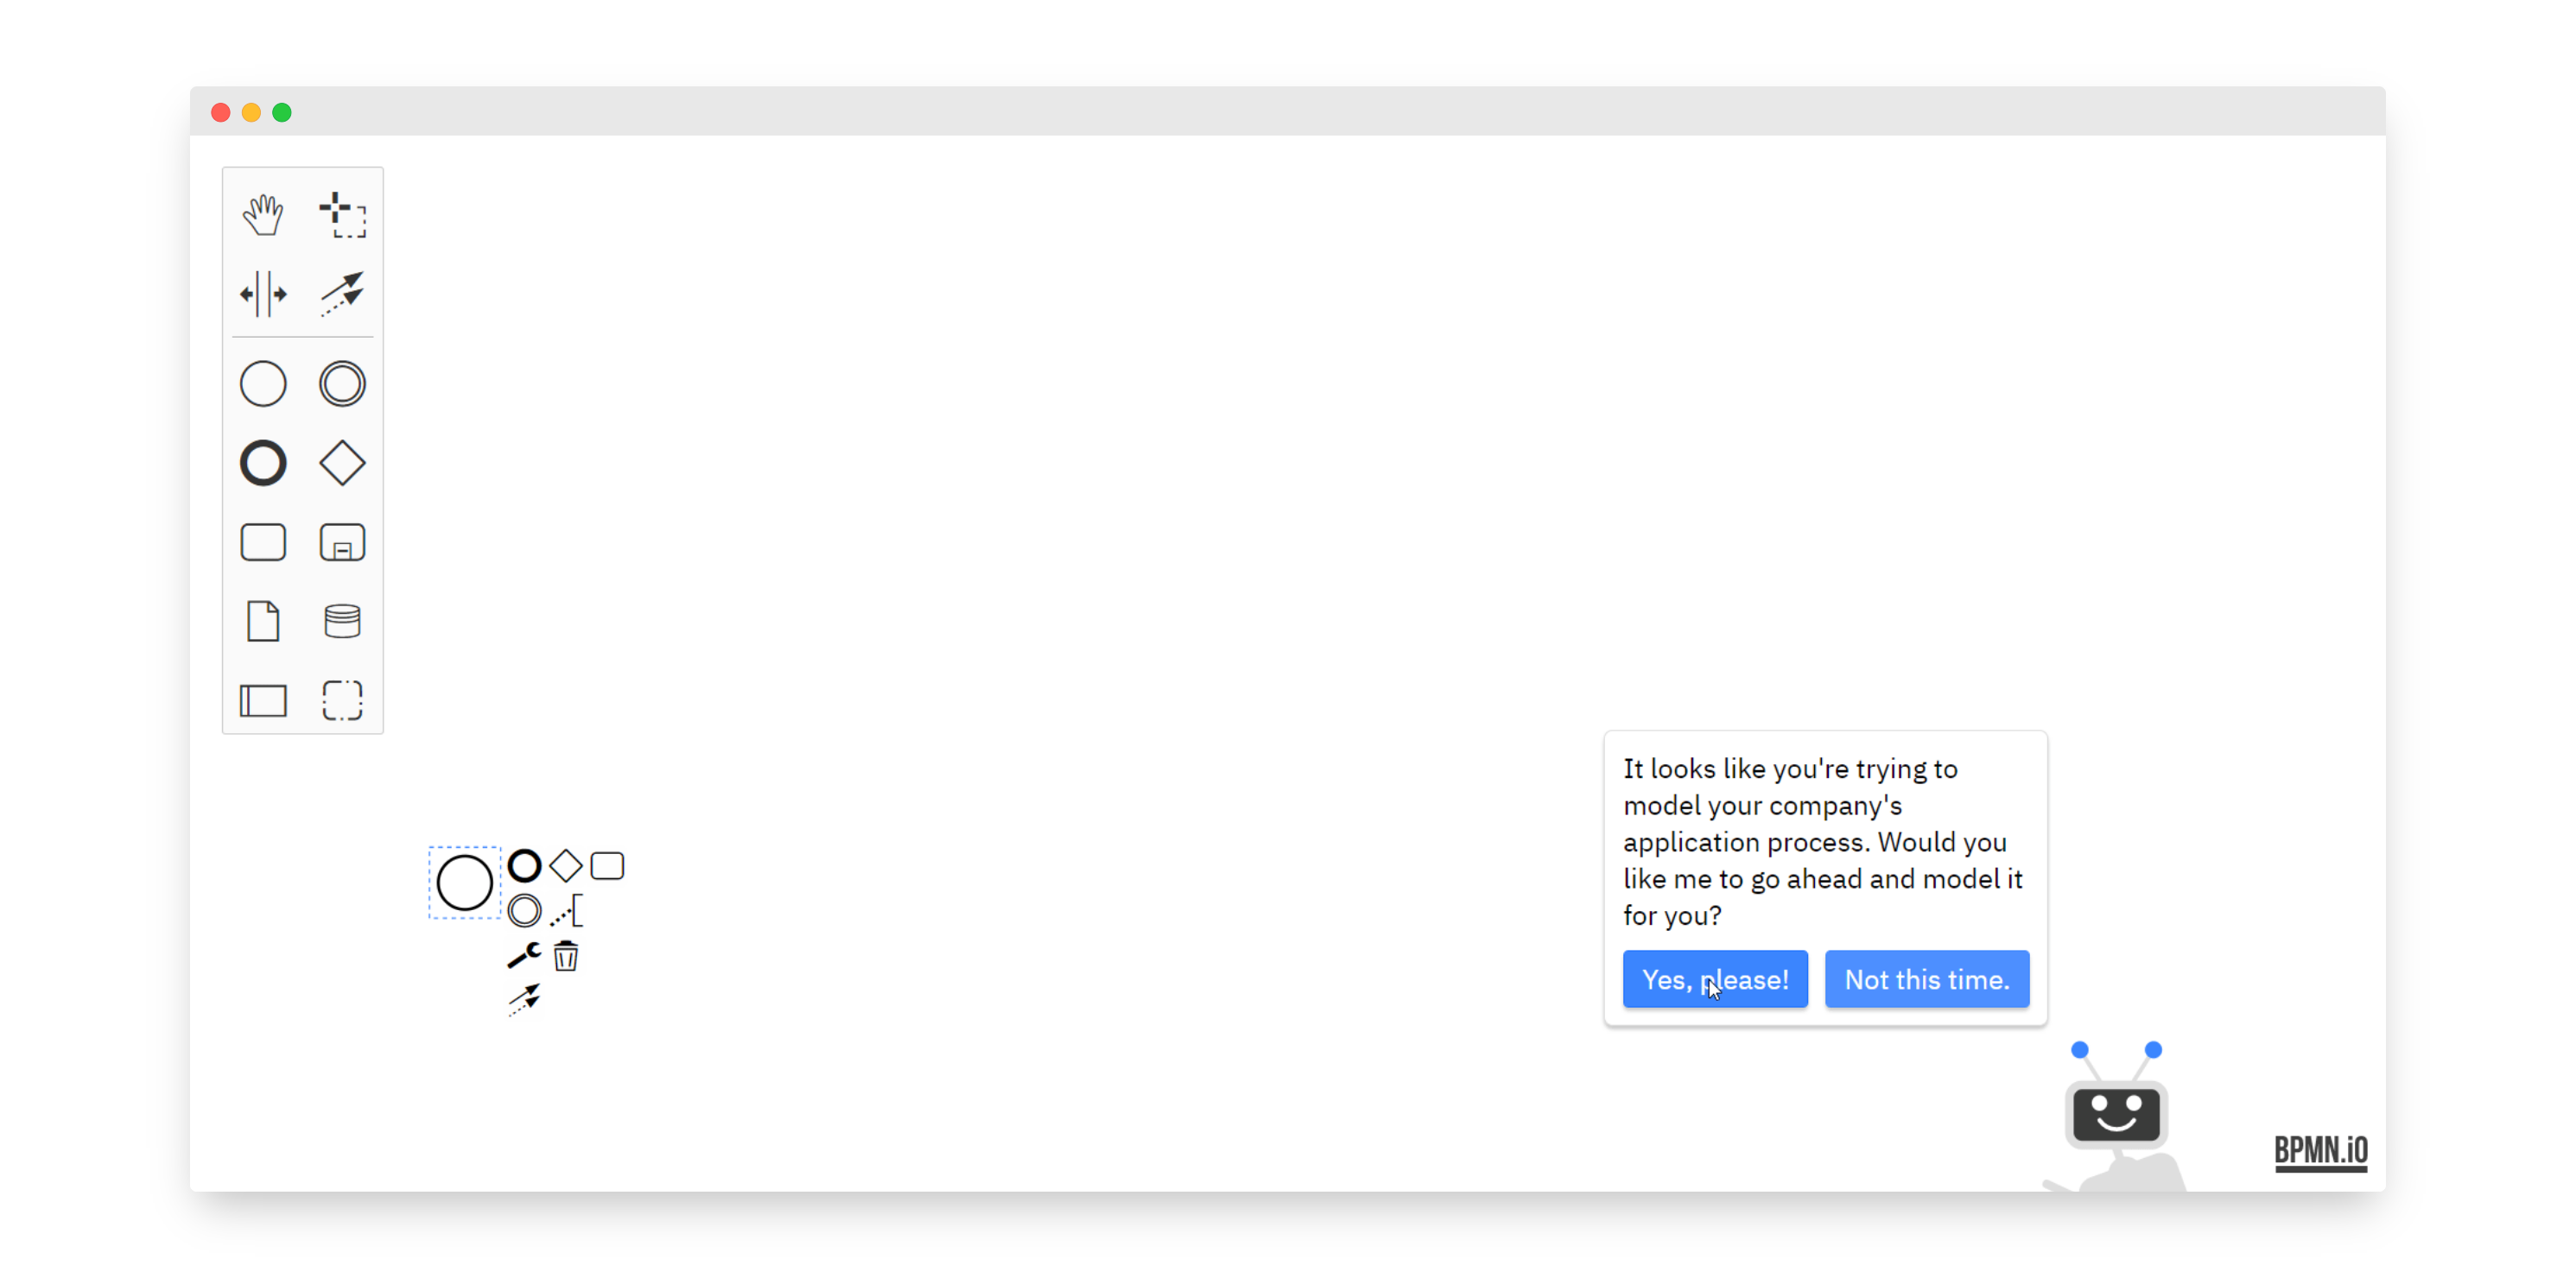 It looks like you're trying to
model your company's
application process. Would you
like me to go ahead and model it
for you?
Yes, please!
Not this time.
BPMN.iO